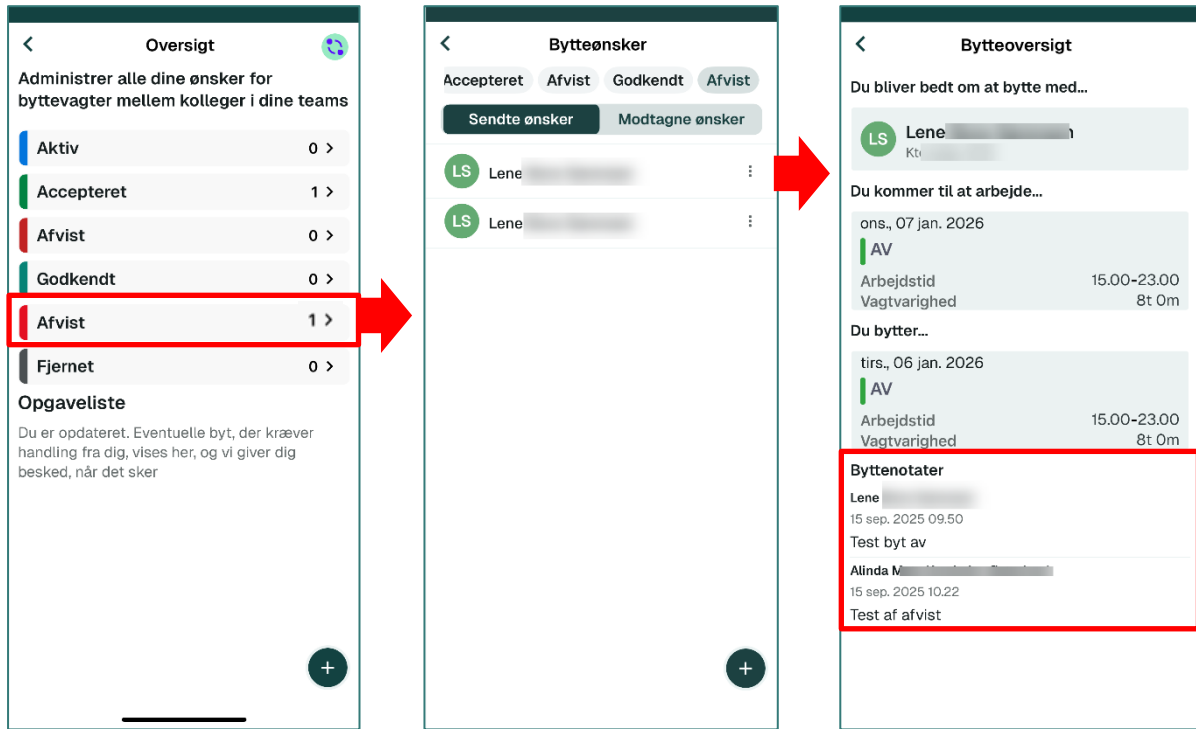 Oversigt
Administrer alle dine ønsker for
byttevagter mellem kolleger i dine teams
Aktiv 0
Accepteret 1
Afvist 0
Godkendt 0
Afvist 1
Fjernet 0
Opgaveliste
Du er opdateret. Eventuelle byt, der kræver
handling fra dig, vises her, og vi giver dig
besked, når det sker
Bytteønsker
Accepteret Afvist Godkendt Afvist
Sendte ønsker Modtagne ønsker
LS Lene
LS Lene
Bytteoversigt
Du bliver bedt om at bytte med...
LS Lene
Du kommer til at arbejde...
ons., 07 jan. 2026
AV
Arbejdstid 15.00-23.00
Vagtvarighed 8t 0m
Du bytter...
tirs., 06 jan. 2026
AV
Arbejdstid 15.00-23.00
Vagtvarighed 8t 0m
Byttenotater
Lene
15 sep. 2025 09.50
Test byt av
Alinda
15 sep. 2025 10.22
Test af afvist